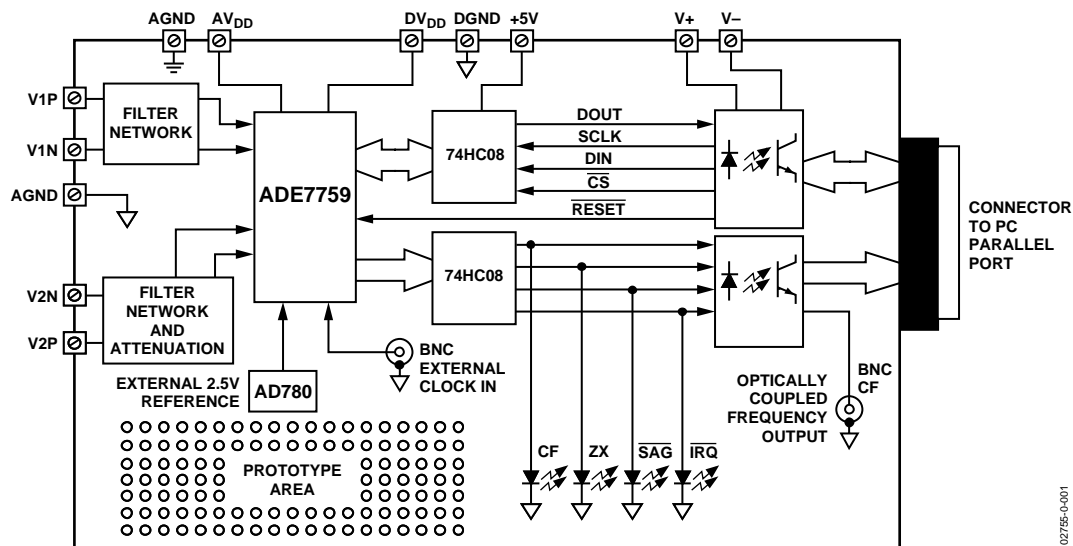 AGND
AVDD
DVDD
DGND
+5V
V+
V–
V1P
V1N
AGND
V2N
V2P
FILTER
NETWORK
FILTER
NETWORK
AND
ATTENUATION
ADE7759
74HC08
74HC08
DOUT
SCLK
DIN
CS
RESET
CONNECTOR
TO PC
PARALLEL
PORT
EXTERNAL 2.5V
REFERENCE
AD780
BNC
EXTERNAL
CLOCK IN
OPTICALLY
COUPLED
FREQUENCY
OUTPUT
BNC
CF
PROTOTYPE
AREA
CF
ZX
SAG
IRQ
02755-0-001